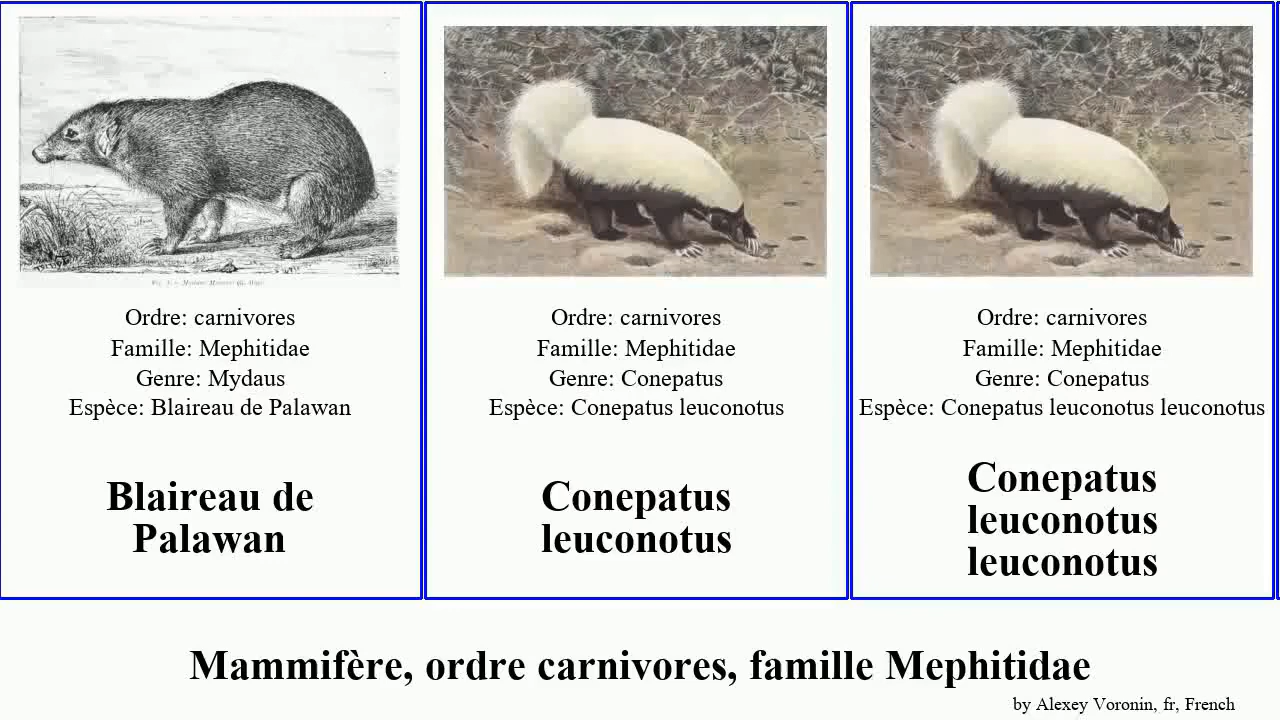 Ordre: carnivores
Famille: Mephitidae
Genre: Mydaus
Espèce: Blaireau de Palawan
Blaireau de
Palawan
Ordre: carnivores
Famille: Mephitidae
Genre: Conepatus
Espèce: Conepatus leuconotus
Conepatus
leuconotus
Ordre: carnivores
Famille: Mephitidae
Genre: Conepatus
Espèce: Conepatus leuconotus leuconotus
Conepatus
leuconotus
leuconotus
Mammifère, ordre carnivores, famille Mephitidae
by Alexey Voronin, fr, French